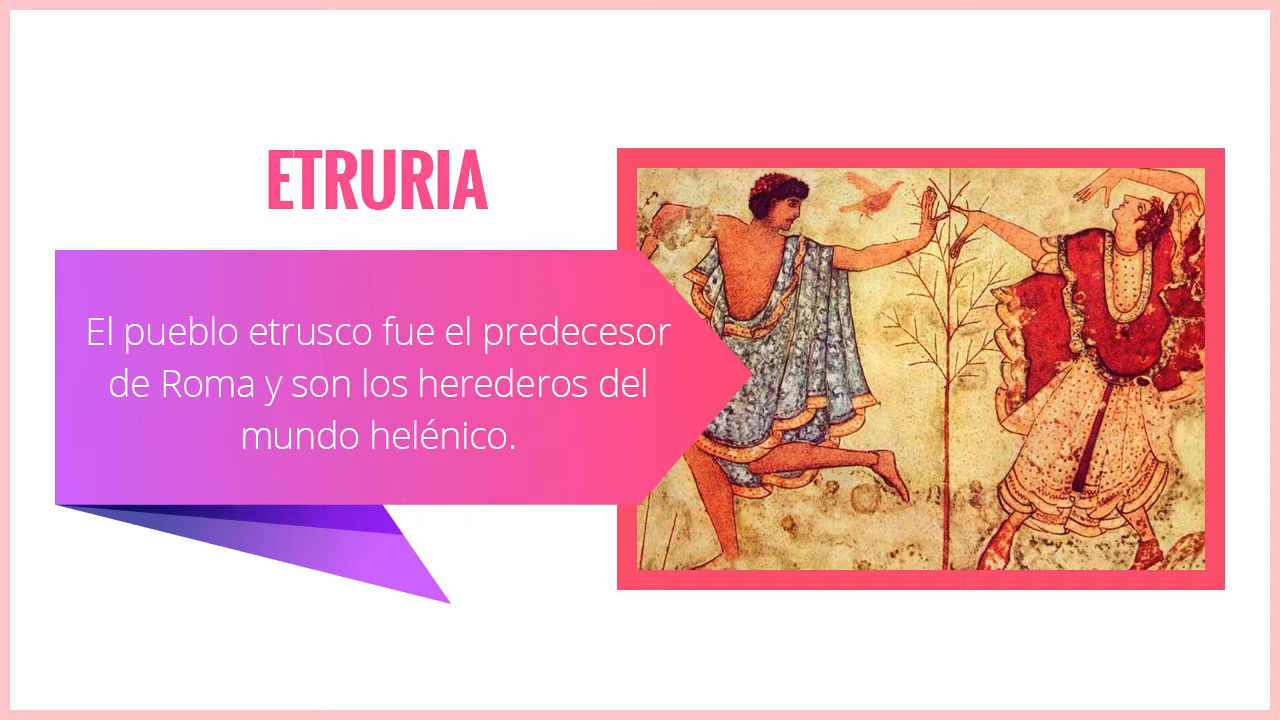 ETRURIA
El pueblo etrusco fue el predecesor
de Roma y son los herederos del
mundo helénico.